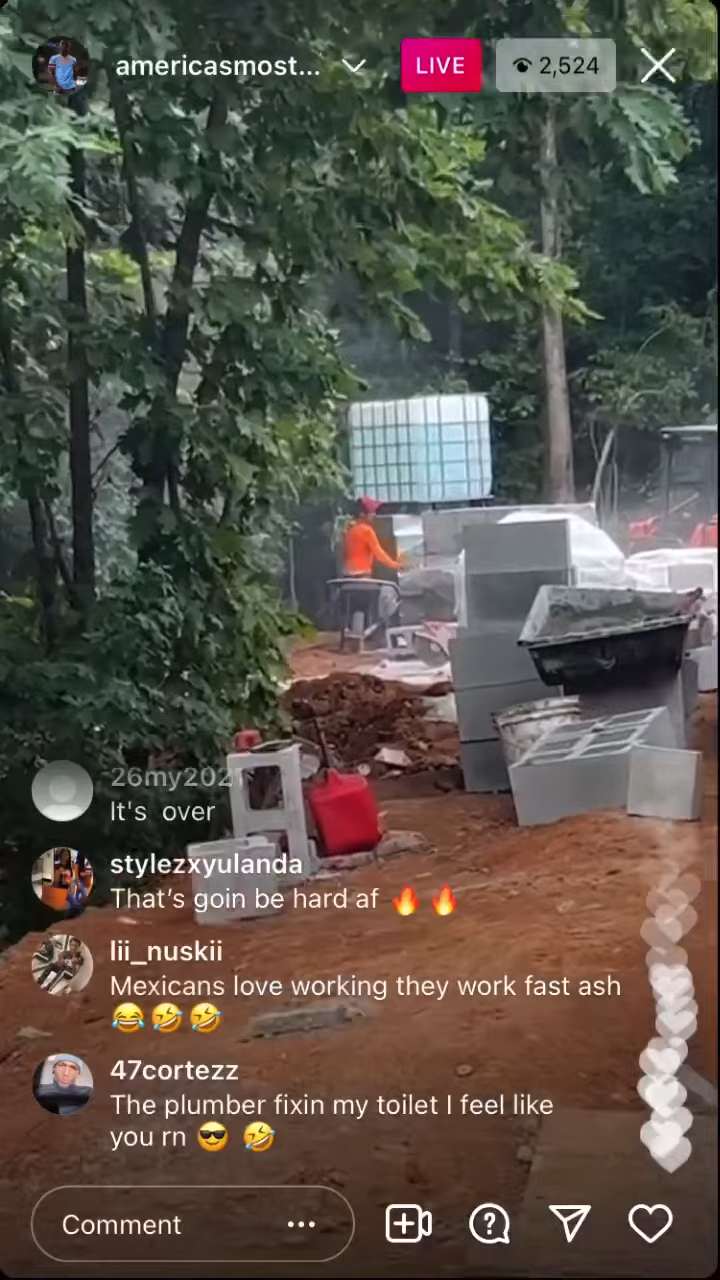 americasmost...
LIVE
2,524
26my2021
It's over
stylezxyulanda
That's goin be hard af 🔥 🔥
lii_nuskii
Mexicans love working they work fast ash
😂 🤣 🤣
47cortezz
The plumber fixin my toilet I feel like
you rn 😎 🤣
Comment